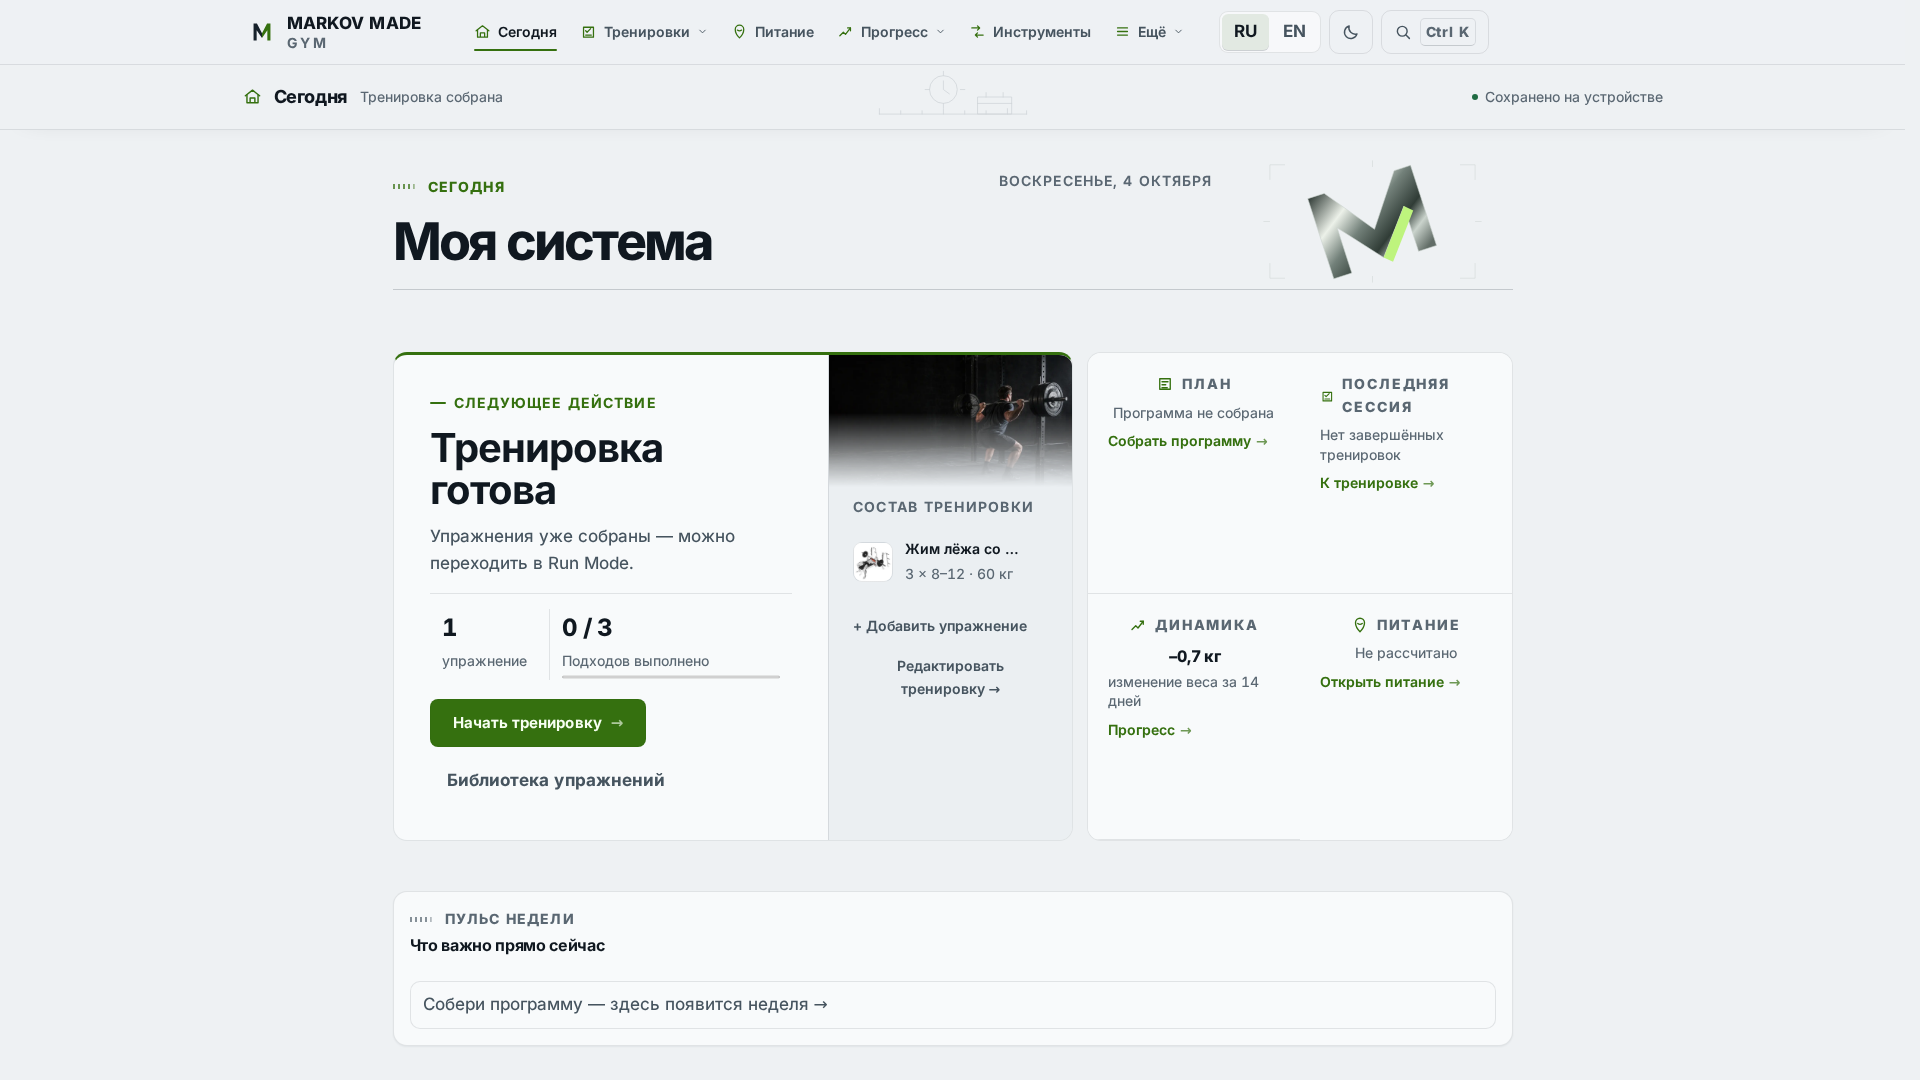 MARKOV MADE
GYM
Сегодня
Тренировки
Питание
Прогресс
Инструменты
Ещё
RU
EN
Ctrl K
Сегодня
Тренировка собрана
Сохранено на устройстве
СЕГОДНЯ
ВОСКРЕСЕНЬЕ, 4 ОКТЯБРЯ
Моя система
СЛЕДУЮЩЕЕ ДЕЙСТВИЕ
Тренировка
готова
Упражнения уже собраны — можно
переходить в Run Mode.
1
упражнение
0 / 3
Подходов выполнено
Начать тренировку →
Библиотека упражнений
СОСТАВ ТРЕНИРОВКИ
Жим лёжа со ...
3 × 8–12 · 60 кг
+ Добавить упражнение
Редактировать
тренировку →
ПЛАН
Программа не собрана
Собрать программу →
ПОСЛЕДНЯЯ
СЕССИЯ
Нет завершённых
тренировок
К тренировке →
ДИНАМИКА
−0,7 кг
изменение веса за 14
дней
Прогресс →
ПИТАНИЕ
Не рассчитано
Открыть питание →
ПУЛЬС НЕДЕЛИ
Что важно прямо сейчас
Собери программу — здесь появится неделя →